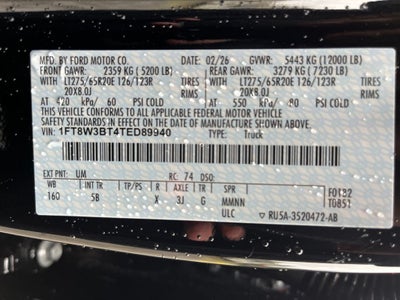 MFD. BY FORD MOTOR CO. 02/26 GVWR: 5443 KG (12000 LB)
FRONT GAWR: 2359 KG (5200 LB) REAR GAWR: 3279 KG (7230 LB)
LT275/65R20E 126/123R TIRES LT275/65R20E 126/123R TIRES
20X8.0J RIMS 20X8.0J RIMS
AT 420 kPa/ 60 PSI COLD AT 550 kPa/ 80 PSI COLD
THIS VEHICLE CONFORMS TO ALL APPLICABLE FEDERAL MOTOR VEHICLE
SAFETY STANDARDS IN EFFECT ON THE DATE OF MANUFACTURE SHOWN ABOVE.
VIN: 1FT8W3BT4TED89940 TYPE: Truck
EXT PNT: UM RC: 74 DSO:
WB INT TR TP/PS R AXLE TR SPR F0182
160 5B X 3J G MMNN T0851
ULC RU5A-3520472-AB